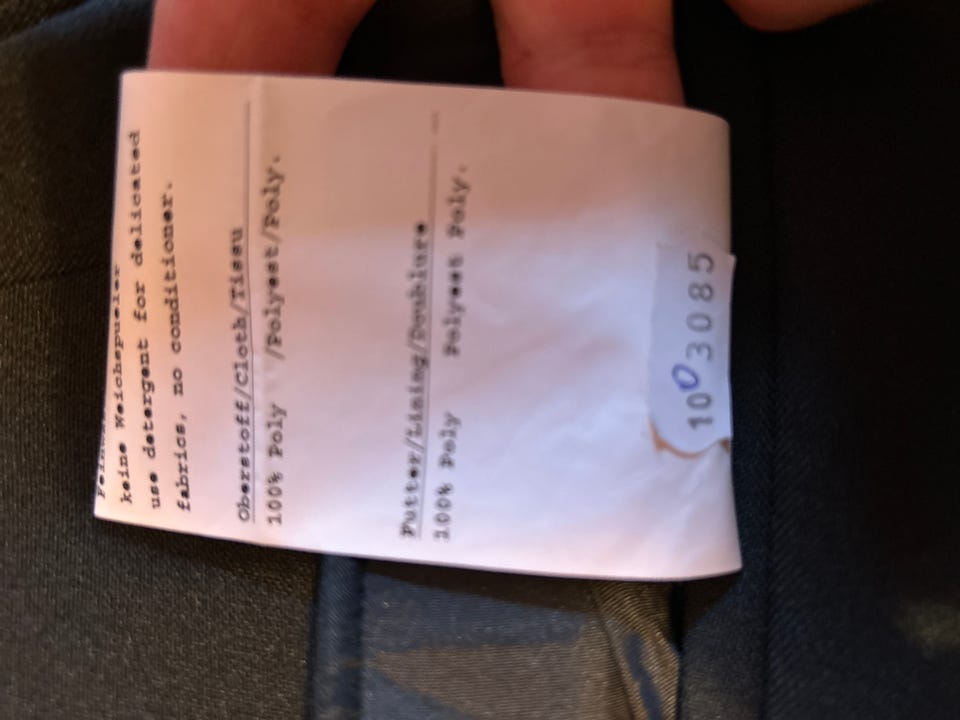 keine Weichspueler
use detergent for delicated
fabrics, no conditioner.
Oberstoff/Cloth/Tissu
100% Poly /Polyest/Poly.
Futter/Lining/Doublure
100% Poly Polyest Poly.
1003085